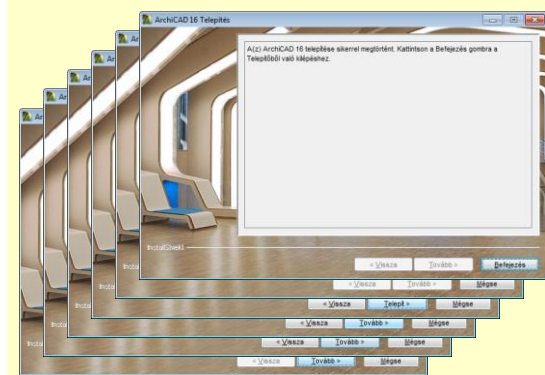 ArchiCAD 16 Telepítés
A(z) ArchiCAD 16 telepítése sikerrel megtörtént. Kattintson a Befejezés gombra a
Telepítőből való kilépéshez.
< Vissza Tovább > Befejezés
< Vissza Tovább > Mégse
< Vissza Telepít > Mégse
< Vissza Tovább > Mégse
< Vissza Tovább > Mégse
< Vissza Tovább > Mégse